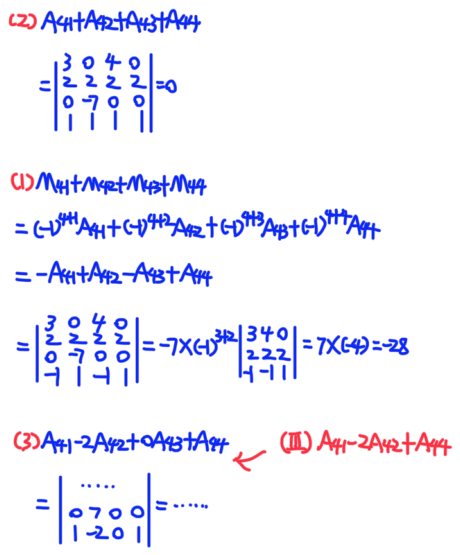 (2) A41+A42+A43+A44
= | 3 0 4 0
2 2 2 2
0 -7 0 0
1 1 1 1 | =0
(1) M41+M42+M43+M44
= (-1)^4+1 A41+(-1)^4+2 A42+(-1)^4+3 A43+(-1)^4+4 A44
= -A41+A42-A43+A44
= | 3 0 4 0
2 2 2 2
0 -7 0 0
-1 1 -1 1 | = -7×(-1)^3+2 | 3 4 0
2 2 2
-1 -1 1 | = 7×(-4)=-28
(3) A41-2A42+0A43+A44 ↙ (III) A41-2A42+A44
= | .....
0 7 0 0
1 -2 0 1 | = ......